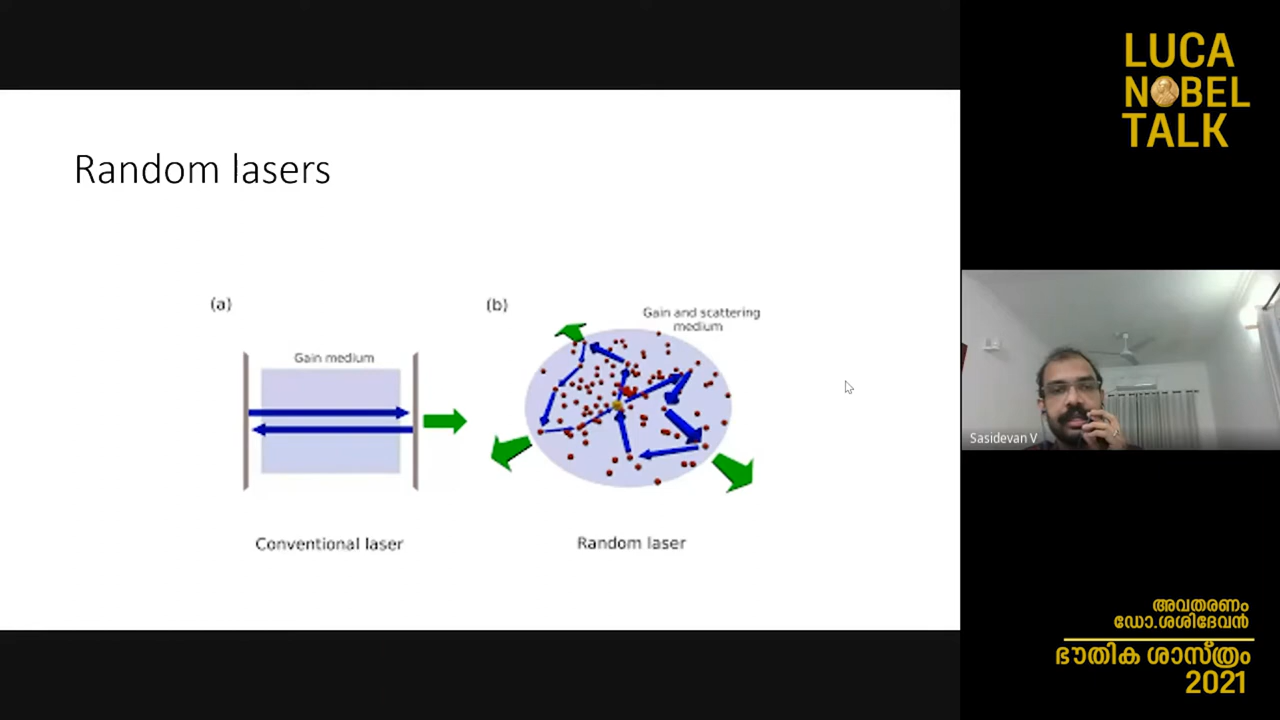 Random lasers
(a)
(b)
Gain medium
Gain and scattering
medium
Conventional laser
Random laser
LUCA
NOBEL
TALK
Sasidevan V
അവതരണം
ഡോ.ശശിദേവൻ
ഭൗതിക ശാസ്ത്രം
2021